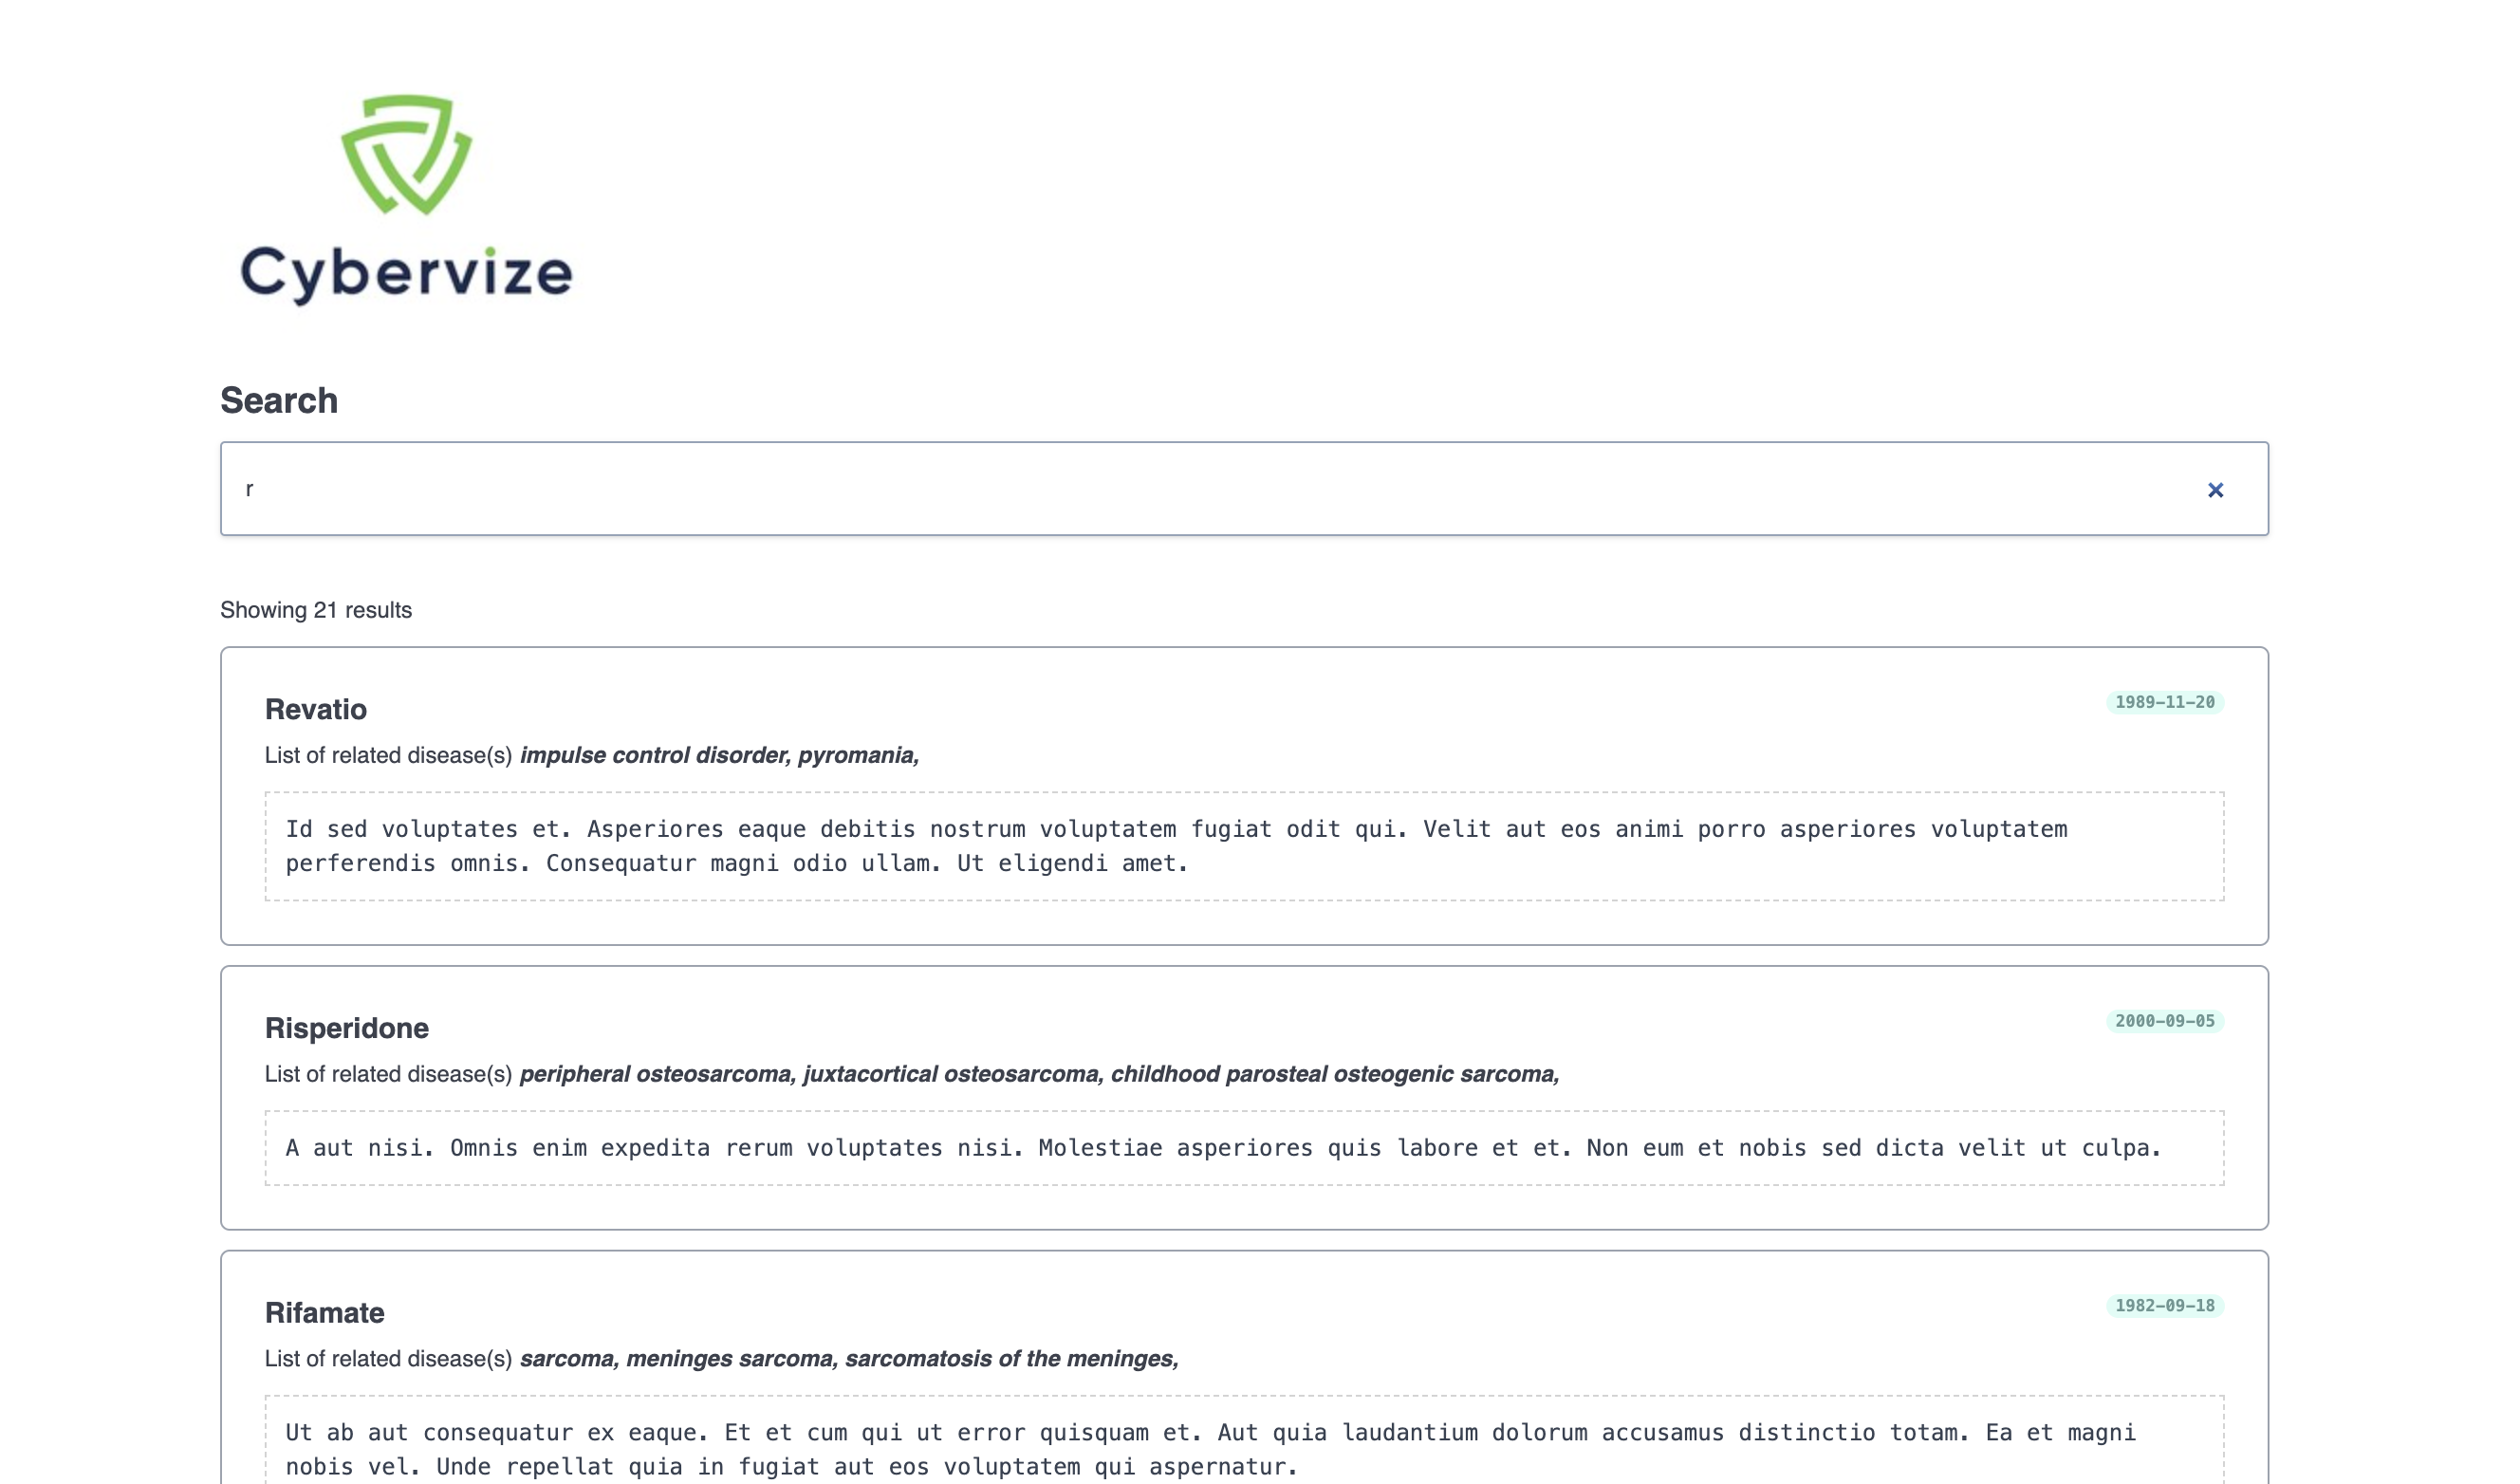 Cybervize
Search
r
×
Showing 21 results
Revatio
1989-11-20
List of related disease(s) impulse control disorder, pyromania,
Id sed voluptates et. Asperiores eaque debitis nostrum voluptatem fugiat odit qui. Velit aut eos animi porro asperiores voluptatem
perferendis omnis. Consequatur magni odio ullam. Ut eligendi amet.
Risperidone
2000-09-05
List of related disease(s) peripheral osteosarcoma, juxtacortical osteosarcoma, childhood parosteal osteogenic sarcoma,
A aut nisi. Omnis enim expedita rerum voluptates nisi. Molestiae asperiores quis labore et et. Non eum et nobis sed dicta velit ut culpa.
Rifamate
1982-09-18
List of related disease(s) sarcoma, meninges sarcoma, sarcomatosis of the meninges,
Ut ab aut consequatur ex eaque. Et et cum qui ut error quisquam et. Aut quia laudantium dolorum accusamus distinctio totam. Ea et magni
nobis vel. Unde repellat quia in fugiat aut eos voluptatem qui aspernatur.